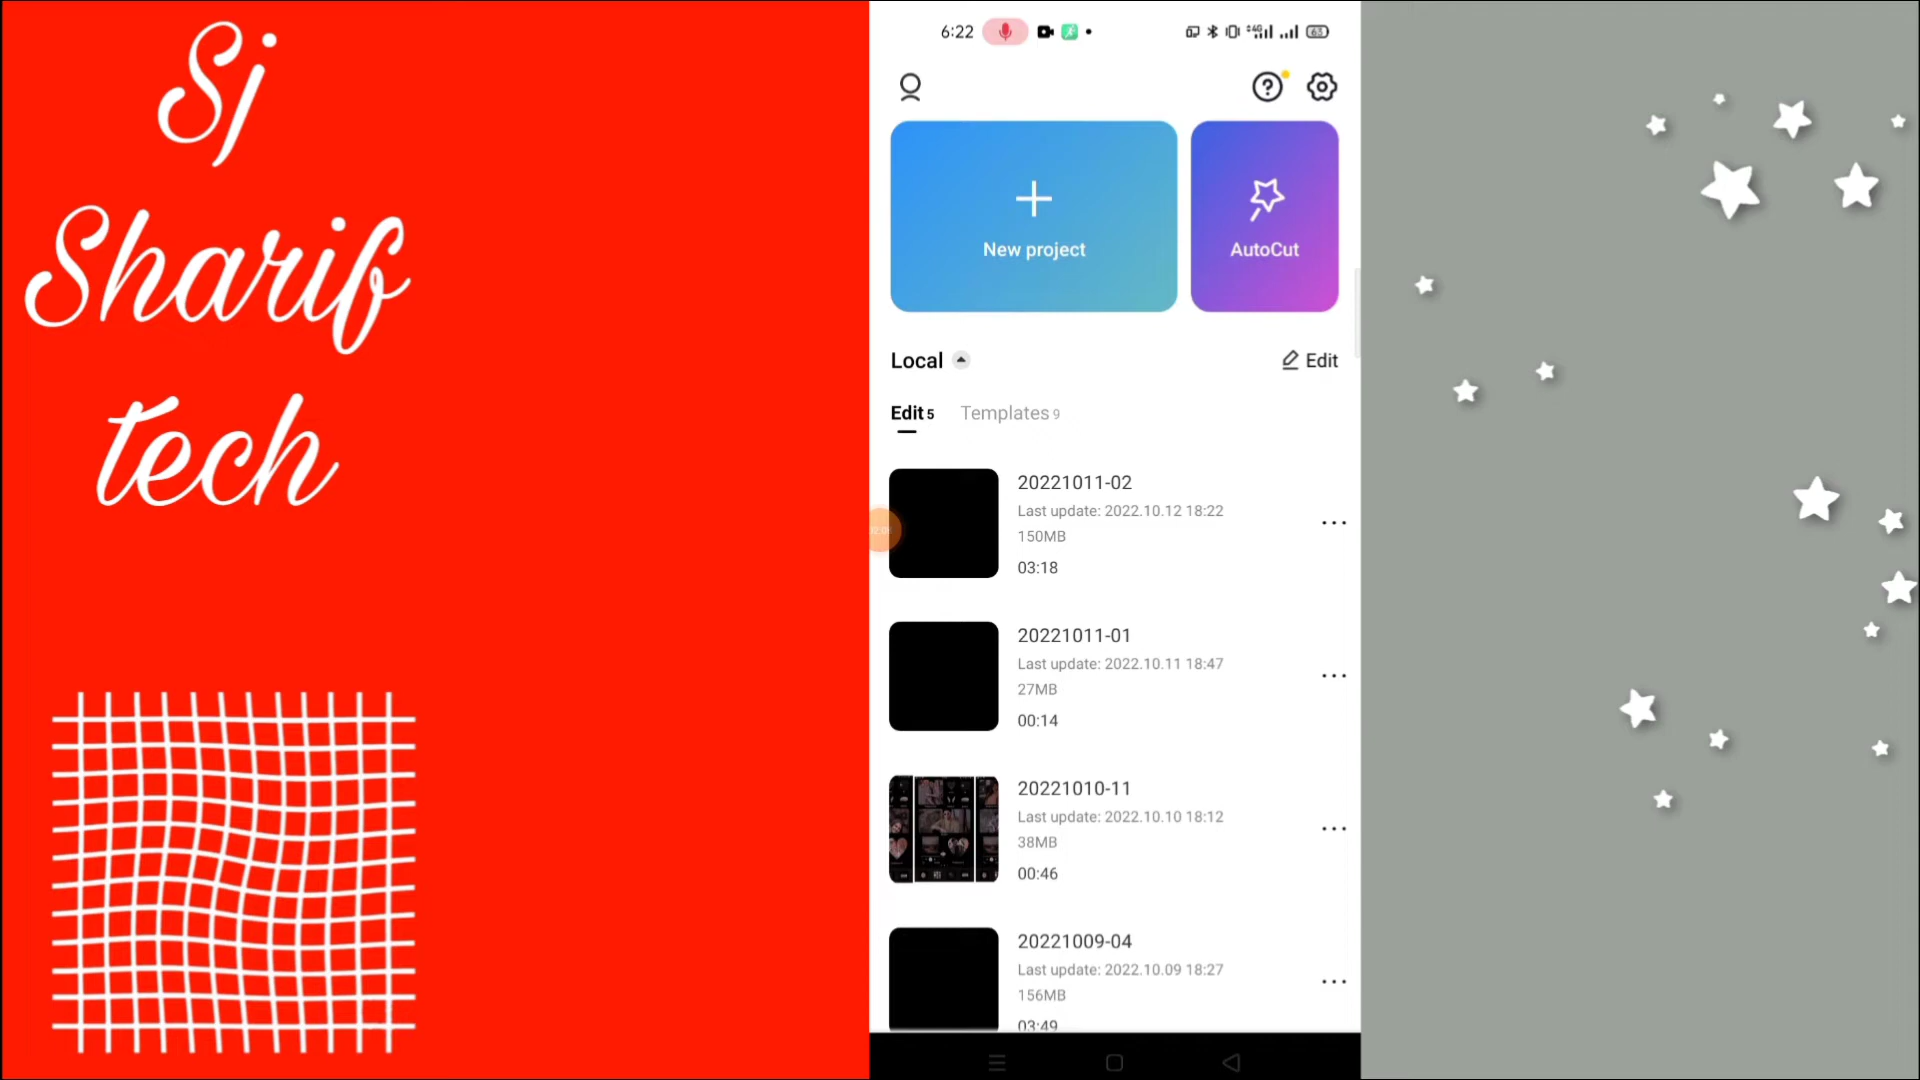 Sj
Sharif
tech
6:22
63
New project
AutoCut
Local
Edit
Edit 5
Templates 9
20221011-02
Last update: 2022.10.12 18:22
150MB
03:18
20221011-01
Last update: 2022.10.11 18:47
27MB
00:14
20221010-11
Last update: 2022.10.10 18:12
38MB
00:46
20221009-04
Last update: 2022.10.09 18:27
156MB
03:49